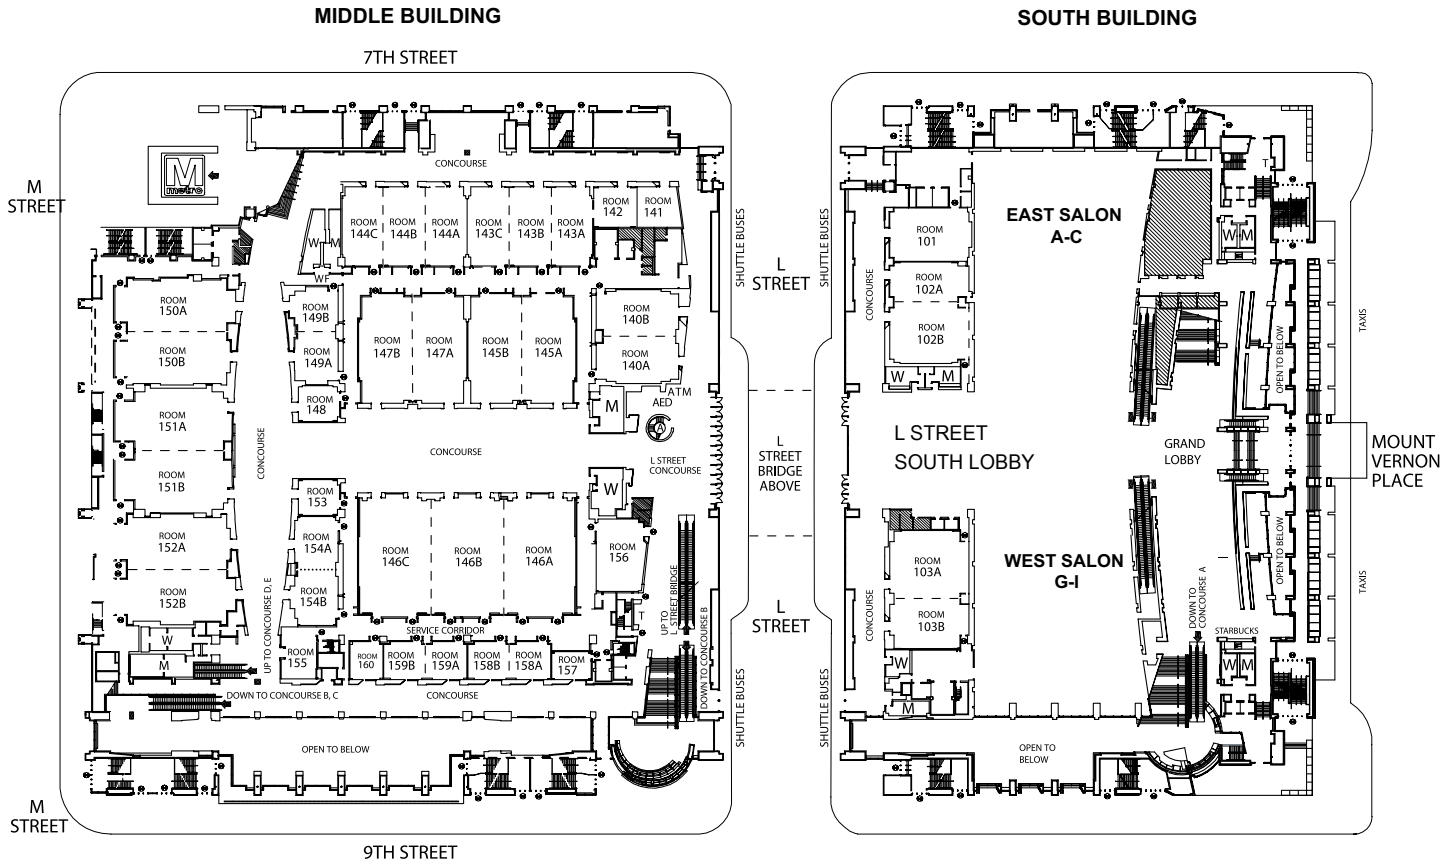 MIDDLE BUILDING
SOUTH BUILDING
7TH STREET
M
STREET
M
metro
CONCOURSE
ROOM
144C
ROOM
144B
ROOM
144A
ROOM
143C
ROOM
143B
ROOM
143A
ROOM
142
ROOM
141
W
M
WF
ROOM
150A
ROOM
150B
ROOM
149B
ROOM
149A
ROOM
148
ROOM
147B
ROOM
147A
ROOM
145B
ROOM
145A
ROOM
140B
ROOM
140A
ATM
AED
M
A
ROOM
151A
ROOM
151B
CONCOURSE
CONCOURSE
L STREET
CONCOURSE
W
ROOM
153
ROOM
152A
ROOM
152B
ROOM
154A
ROOM
154B
ROOM
146C
ROOM
146B
ROOM
146A
ROOM
156
T
UP TO
L STREET BRIDGE
DOWN TO CONCOURSE B
UP TO CONCOURSE D, E
SERVICE CORRIDOR
W
M
ROOM
155
ROOM
160
ROOM
159B
ROOM
159A
ROOM
158B
ROOM
158A
ROOM
157
DOWN TO CONCOURSE B, C
CONCOURSE
OPEN TO BELOW
M
STREET
9TH STREET
SHUTTLE BUSES
SHUTTLE BUSES
L
STREET
L
STREET
BRIDGE
ABOVE
L
STREET
SHUTTLE BUSES
SHUTTLE BUSES
CONCOURSE
ROOM
101
ROOM
102A
ROOM
102B
W
M
EAST SALON
A-C
T
W
M
OPEN TO BELOW
TAXIS
L STREET
SOUTH LOBBY
GRAND
LOBBY
MOUNT
VERNON
PLACE
ROOM
103A
ROOM
103B
CONCOURSE
WEST SALON
G-I
OPEN TO BELOW
TAXIS
DOWN TO
CONCOURSE A
STARBUCKS
W
M
W
M
OPEN TO
BELOW